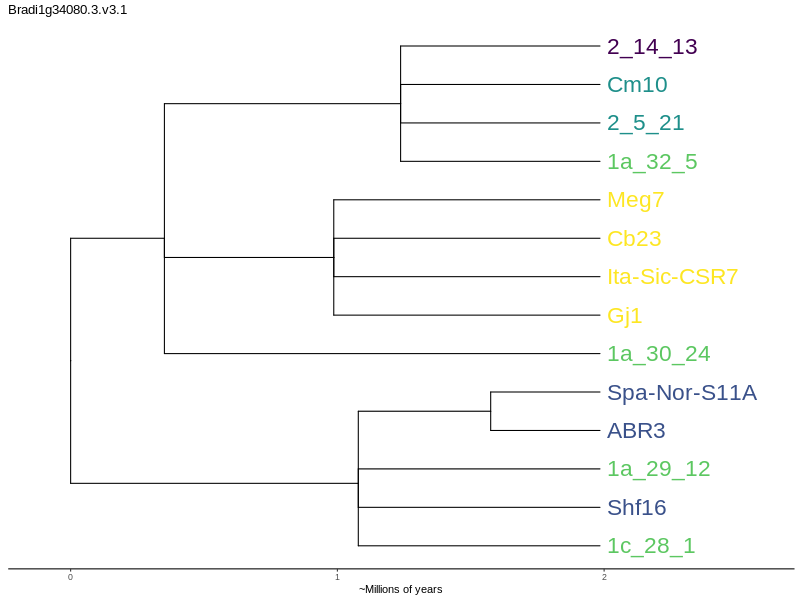 Bradi1g34080.3.v3.1
2_14_13
Cm10
2_5_21
1a_32_5
Meg7
Cb23
Ita-Sic-CSR7
Gj1
1a_30_24
Spa-Nor-S11A
ABR3
1a_29_12
Shf16
1c_28_1
0 1 2
~Millions of years